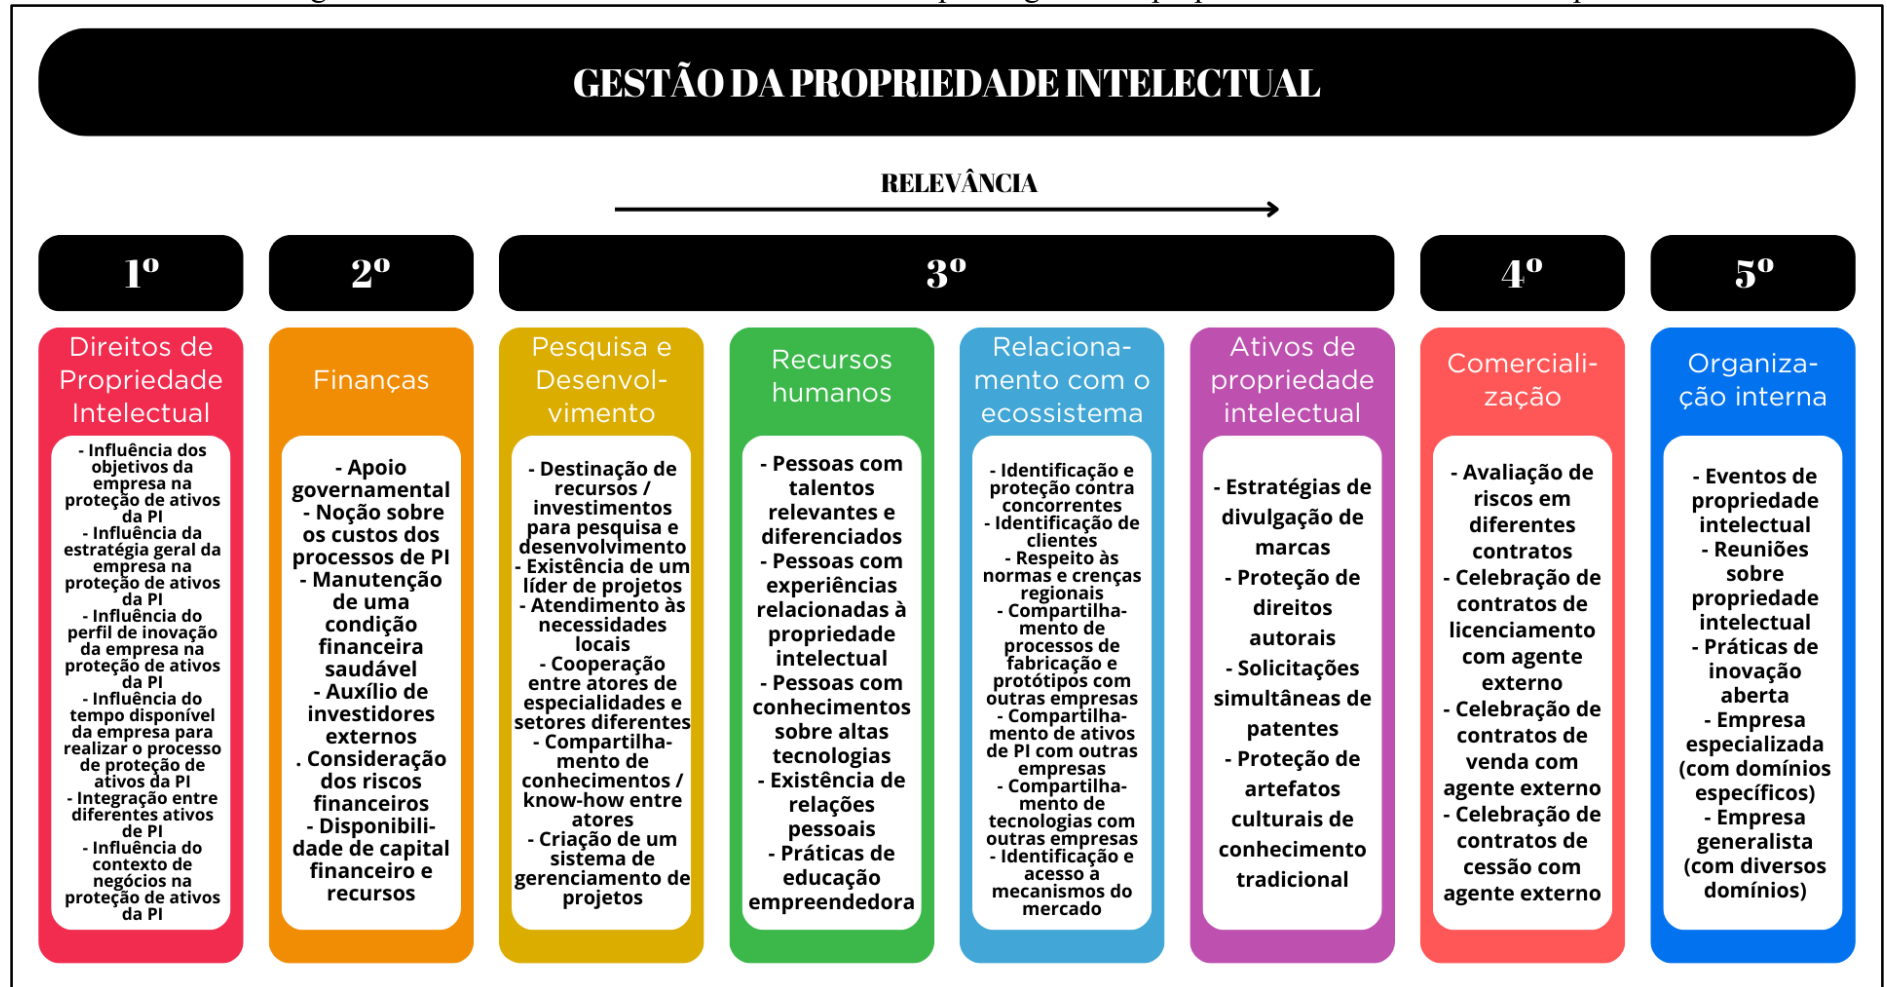 GESTÃO DA PROPRIEDADE INTELECTUAL
RELEVÂNCIA
1º
2º
3º
4º
5º
Direitos de
Propriedade
Intelectual
- Influência dos
objetivos da
empresa na
proteção de ativos
da PI
- Influência da
estratégia geral da
empresa na
proteção de ativos
da PI
- Influência do
perfil de inovação
da empresa na
proteção de ativos
da PI
- Influência do
tempo disponível
da empresa para
realizar o processo
de proteção de
ativos da PI
- Integração entre
diferentes ativos
de PI
- Influência do
contexto de
negócios na
proteção de ativos
da PI
Finanças
- Apoio
governamental
- Noção sobre
os custos dos
processos de PI
- Manutenção
de uma
condição
financeira
saudável
- Auxílio de
investidores
externos
. Consideração
dos riscos
financeiros
- Disponibili-
dade de capital
financeiro e
recursos
Pesquisa e
Desenvol-
vimento
- Destinação de
recursos /
investimentos
para pesquisa e
desenvolvimento
- Existência de um
líder de projetos
- Atendimento às
necessidades
locais
- Cooperação
entre atores de
especialidades e
setores diferentes
- Compartilha-
mento de
conhecimentos /
know-how entre
atores
- Criação de um
sistema de
gerenciamento de
projetos
Recursos
humanos
- Pessoas com
talentos
relevantes e
diferenciados
- Pessoas com
experiências
relacionadas à
propriedade
intelectual
- Pessoas com
conhecimentos
sobre altas
tecnologias
- Existência de
relações
pessoais
- Práticas de
educação
empreendedora
Relaciona-
mento com o
ecossistema
- Identificação e
proteção contra
concorrentes
- Identificação de
clientes
- Respeito às
normas e crenças
regionais
- Compartilha-
mento de
processos de
fabricação e
protótipos com
outras empresas
- Compartilha-
mento de ativos
de PI com outras
empresas
- Compartilha-
mento de
tecnologias com
outras empresas
- Identificação e
acesso a
mecanismos do
mercado
Ativos de
propriedade
intelectual
- Estratégias de
divulgação de
marcas
- Proteção de
direitos
autorais
- Solicitações
simultâneas de
patentes
- Proteção de
artefatos
culturais de
conhecimento
tradicional
Comerciali-
zação
- Avaliação de
riscos em
diferentes
contratos
- Celebração de
contratos de
licenciamento
com agente
externo
- Celebração de
contratos de
venda com
agente externo
- Celebração de
contratos de
cessão com
agente externo
Organiza-
ção interna
- Eventos de
propriedade
intelectual
- Reuniões
sobre
propriedade
intelectual
- Práticas de
inovação
aberta
- Empresa
especializada
(com domínios
específicos)
- Empresa
generalista
(com diversos
domínios)